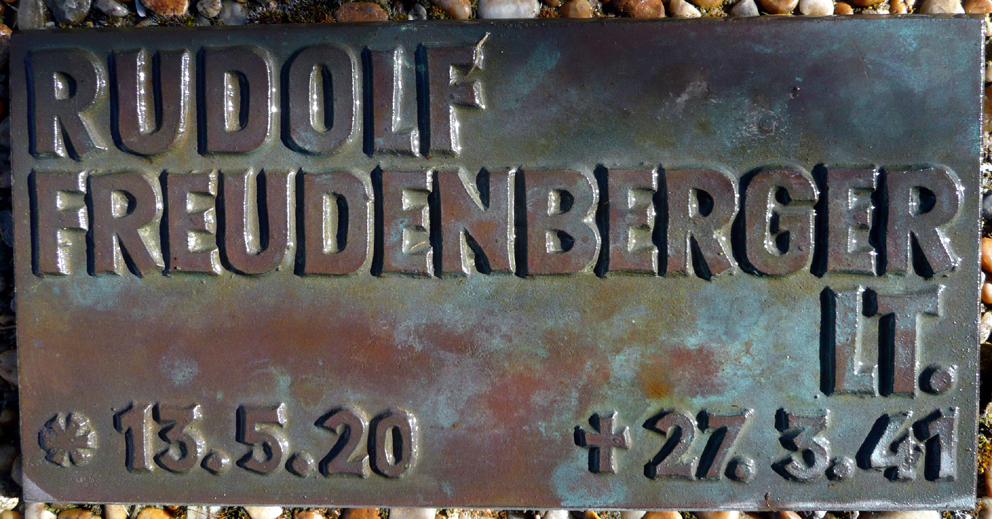 RUDOLF
FREUDENBERGER
LT.
* 13.5.20 + 27.3.41